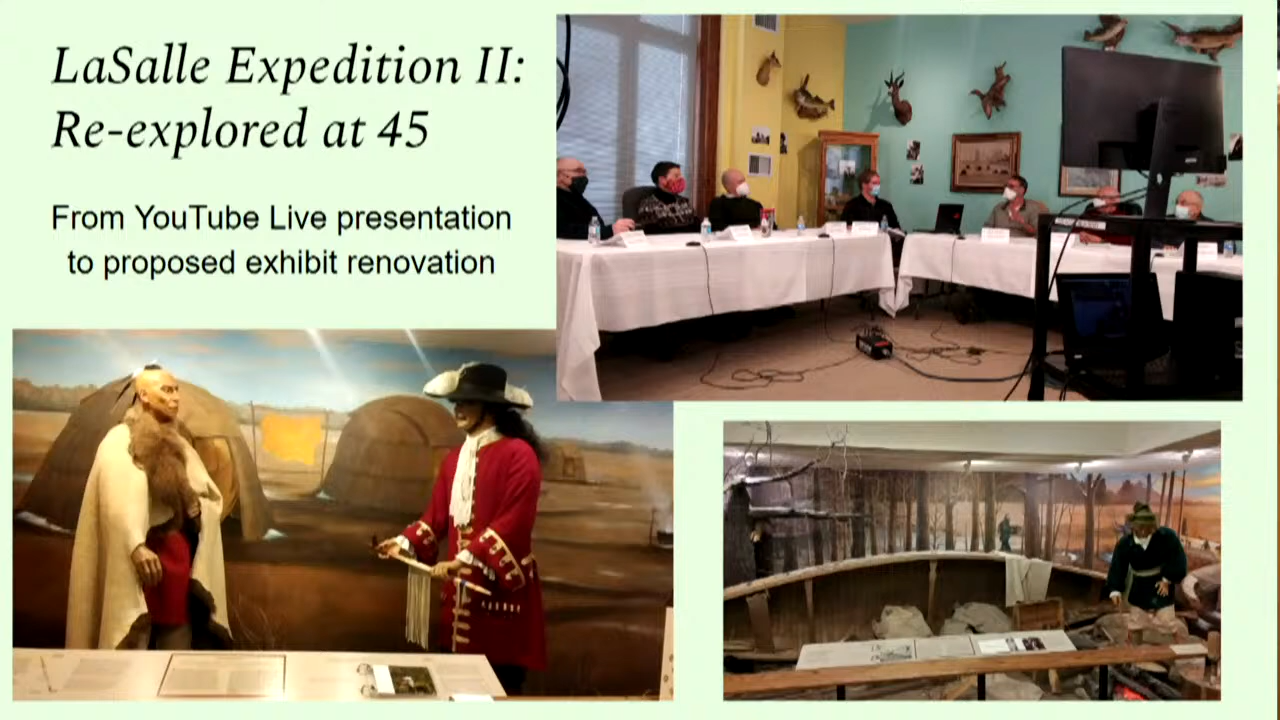 LaSalle Expedition II:
Re-explored at 45
From YouTube Live presentation
to proposed exhibit renovation